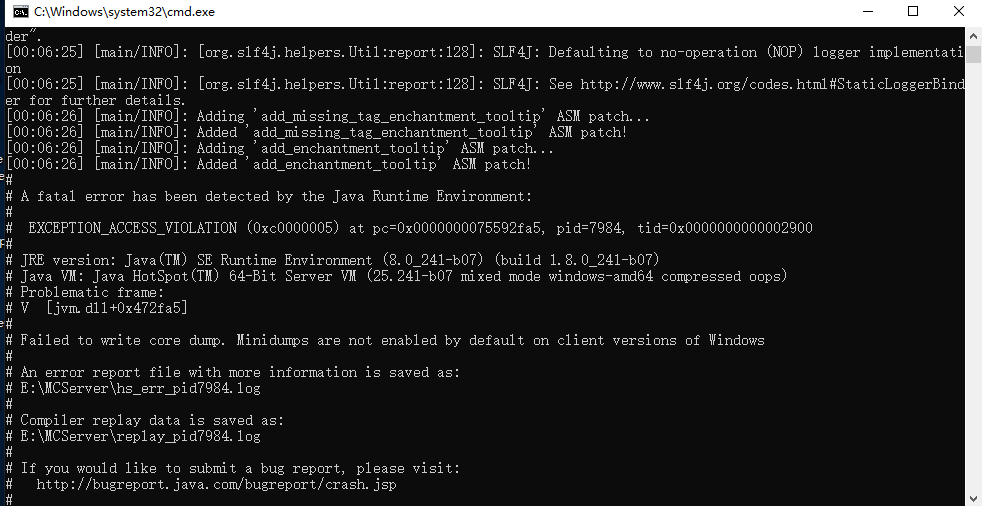 C:\Windows\system32\cmd.exe
der".
[00:06:25] [main/INFO]: [org.slf4j.helpers.Util:report:128]: SLF4J: Defaulting to no-operation (NOP) logger implementati
on
[00:06:25] [main/INFO]: [org.slf4j.helpers.Util:report:128]: SLF4J: See http://www.slf4j.org/codes.html#StaticLoggerBind
er for further details.
[00:06:26] [main/INFO]: Adding 'add_missing_tag_enchantment_tooltip' ASM patch...
[00:06:26] [main/INFO]: Added 'add_missing_tag_enchantment_tooltip' ASM patch!
[00:06:26] [main/INFO]: Adding 'add_enchantment_tooltip' ASM patch...
[00:06:26] [main/INFO]: Added 'add_enchantment_tooltip' ASM patch!
#
# A fatal error has been detected by the Java Runtime Environment:
#
#  EXCEPTION_ACCESS_VIOLATION (0xc0000005) at pc=0x0000000075592fa5, pid=7984, tid=0x0000000000002900
#
# JRE version: Java(TM) SE Runtime Environment (8.0_241-b07) (build 1.8.0_241-b07)
# Java VM: Java HotSpot(TM) 64-Bit Server VM (25.241-b07 mixed mode windows-amd64 compressed oops)
# Problematic frame:
# V  [jvm.dll+0x472fa5]
#
# Failed to write core dump. Minidumps are not enabled by default on client versions of Windows
#
# An error report file with more information is saved as:
# E:\MCServer\hs_err_pid7984.log
#
# Compiler replay data is saved as:
# E:\MCServer\replay_pid7984.log
#
# If you would like to submit a bug report, please visit:
#   http://bugreport.java.com/bugreport/crash.jsp
#